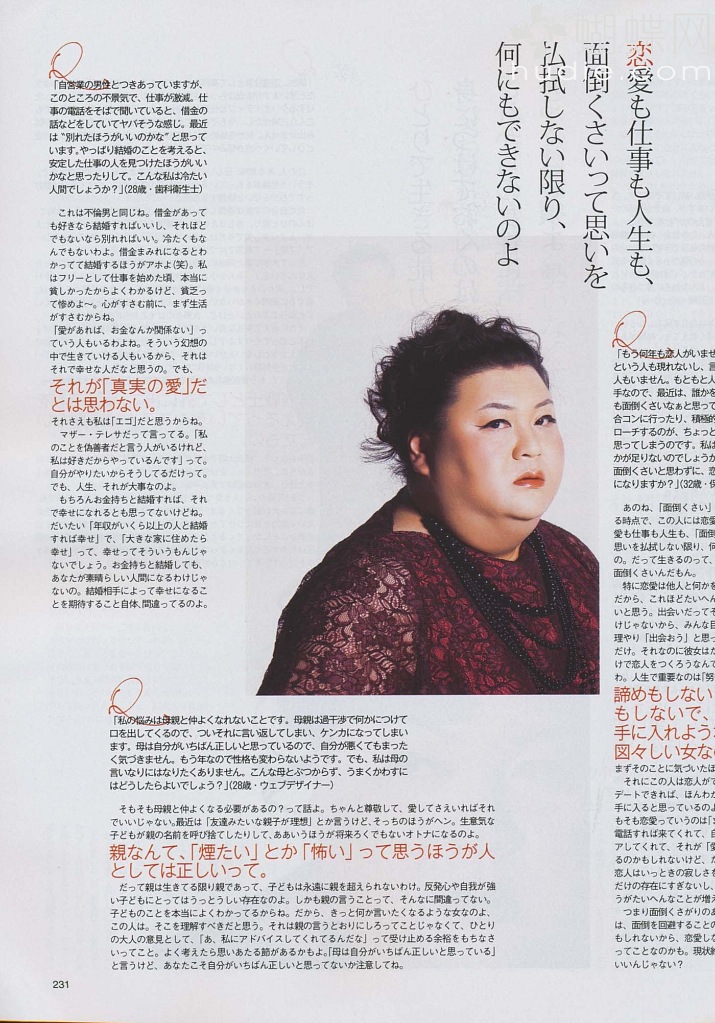 恋愛も仕事も人生も、
面倒くさいって思いを
払拭しない限り、
何にもできないのよ
Q
「もう何年も恋人がいませ
という人も現れないし、言
人もいません。もともと人
手なので、最近は、誰かを
も面倒くさいなぁと思って
合コンに行ったり、積極的
ローチするのが、ちょっと
思ってしまうのです。私は
かが足りないのでしょうか
面倒くさいと思わずに、恋
になりますか?」(32歳・保
あのね、「面倒くさい」
る時点で、この人には恋愛
愛も仕事も人生も、「面倒
思いを払拭しない限り、何
の。だって生きるのって、
面倒くさいんだもん。
特に恋愛は他人と何かを
だから、これほどたいへん
いと思う。出会いだってそ
けじゃないから、みんな自
理やり「出会おう」と思っ
だけ。それなのに彼女はた
けで恋人をつくろうなんて
わ。人生で重要なのは「努
諦めもしない
もしないで、
手に入れような
図々しい女なの
まずそのことに気づいたほ
それにこの人は恋人がで
デートできれば、ほんわか
手に入ると思っているのよ
もそも恋愛っていうのは「
電話すれば来てくれて、自
アしてくれて、それが「愛
るのかもしれないけど、た
恋人はいっときの寂しさを
だけの存在にすぎないし、
うがたいへんなことが増え
つまり面倒くさがりのあ
は、面倒を回避することの
もしれないから、恋愛しな
ってことなのかも。現状維
いいんじゃない?
Q
「自営業の男性とつきあっていますが、
このところの不景気で、仕事が激減。仕
事の電話をそばで聞いていると、借金の
話などをしていてヤバそうな感じ。最近
は“別れたほうがいいのかな”と思って
います。やっぱり結婚のことを考えると、
安定した仕事の人を見つけたほうがいい
かなと思ったりして。こんな私は冷たい
人間でしょうか?」(28歳・歯科衛生士)
これは不倫男と同じね。借金があって
も好きなら結婚すればいいし、それほど
でもないなら別れればいい。冷たくもな
んでもないわよ。借金まみれになるとわ
かってて結婚するほうがアホよ(笑)。私
はフリーとして仕事を始めた頃、本当に
貧しかったからよくわかるけど、貧乏っ
て惨めよ〜。心がすさむ前に、まず生活
がすさむからね。
「愛があれば、お金なんか関係ない」っ
ていう人もいるわよね。そういう幻想の
中で生きていける人もいるから、それは
それで幸せな人だなと思うの。でも、
それが「真実の愛」だ
とは思わない。
それさえも私は「エゴ」だと思うからね。
マザー・テレサだって言ってる。「私
のことを偽善者だと言う人がいるけれど、
私は好きだからやっているんです」って。
自分がやりたいからそうしてるだけって。
でも、人生、それが大事なのよ。
もちろんお金持ちと結婚すれば、それ
で幸せになれるとも思ってないけどね。
だいたい「年収がいくら以上の人と結婚
すれば幸せ」で、「大きな家に住めたら
幸せ」って、幸せってそういうもんじゃ
ないでしょう。お金持ちと結婚しても、
あなたが素晴らしい人間になるわけじゃ
ないの。結婚相手によって幸せになるこ
とを期待すること自体、間違ってるのよ。
Q
「私の悩みは母親と仲よくなれないことです。母親は過干渉で何かにつけて
口を出してくるので、ついそれに言い返してしまい、ケンカになってしまい
ます。母は自分がいちばん正しいと思っているので、自分が悪くてもまった
く気づきません。もう年なので性格も変わらないようです。でも、私は母の
言いなりにはなりたくありません。こんな母とぶつからず、うまくかわすに
はどうしたらよいでしょう?」(28歳・ウェブデザイナー)
そもそも母親と仲よくなる必要があるの?って話よ。ちゃんと尊敬して、愛してさえいればそれ
でいいじゃない。最近は「友達みたいな親子が理想」とか言うけど、そっちのほうがヘン。生意気な
子どもが親の名前を呼び捨てしたりして、ああいうほうが将来ろくでもないオトナになるのよ。
親なんて、「煙たい」とか「怖い」って思うほうが人
としては正しいって。
だって親は生きてる限り親であって、子どもは永遠に親を超えられないわけ。反発心や自我が強
い子どもにとってはうっとうしい存在なのよ。しかも親の言うことって、そんなに間違ってない。
子どものことを本当によくわかってるからね。だから、きっと何か言いたくなるような女なのよ、
この人は。そこを理解すべきだと思う。それは親の言うとおりにしろってことじゃなくて、ひとり
の大人の意見として、「あ、私にアドバイスしてくれてるんだな」って受け止める余裕をもちなさ
いってこと。よく考えたら思いあたる節があるかもよ。「母は自分がいちばん正しいと思っている」
と言うけど、あなたこそ自分がいちばん正しいと思ってないか注意してね。
231
蝴蝶网
hudie.com